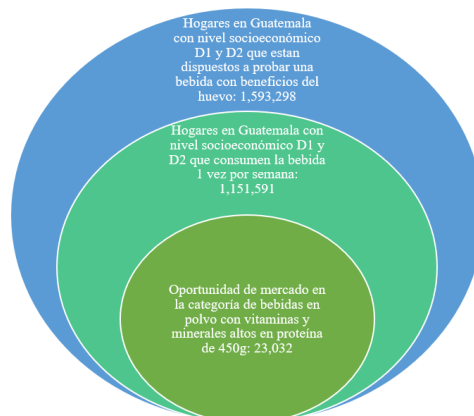 Hogares en Guatemala
con nivel socioeconómico
D1 y D2 que estan
dispuestos a probar una
bebida con beneficios del
huevo: 1,593,298
Hogares en Guatemala con
nivel socioeconómico D1 y
D2 que consumen la bebida
1 vez por semana:
1,151,591
Oportunidad de mercado en
la categoría de bebidas en
polvo con vitaminas y
minerales altos en proteína
de 450g: 23,032